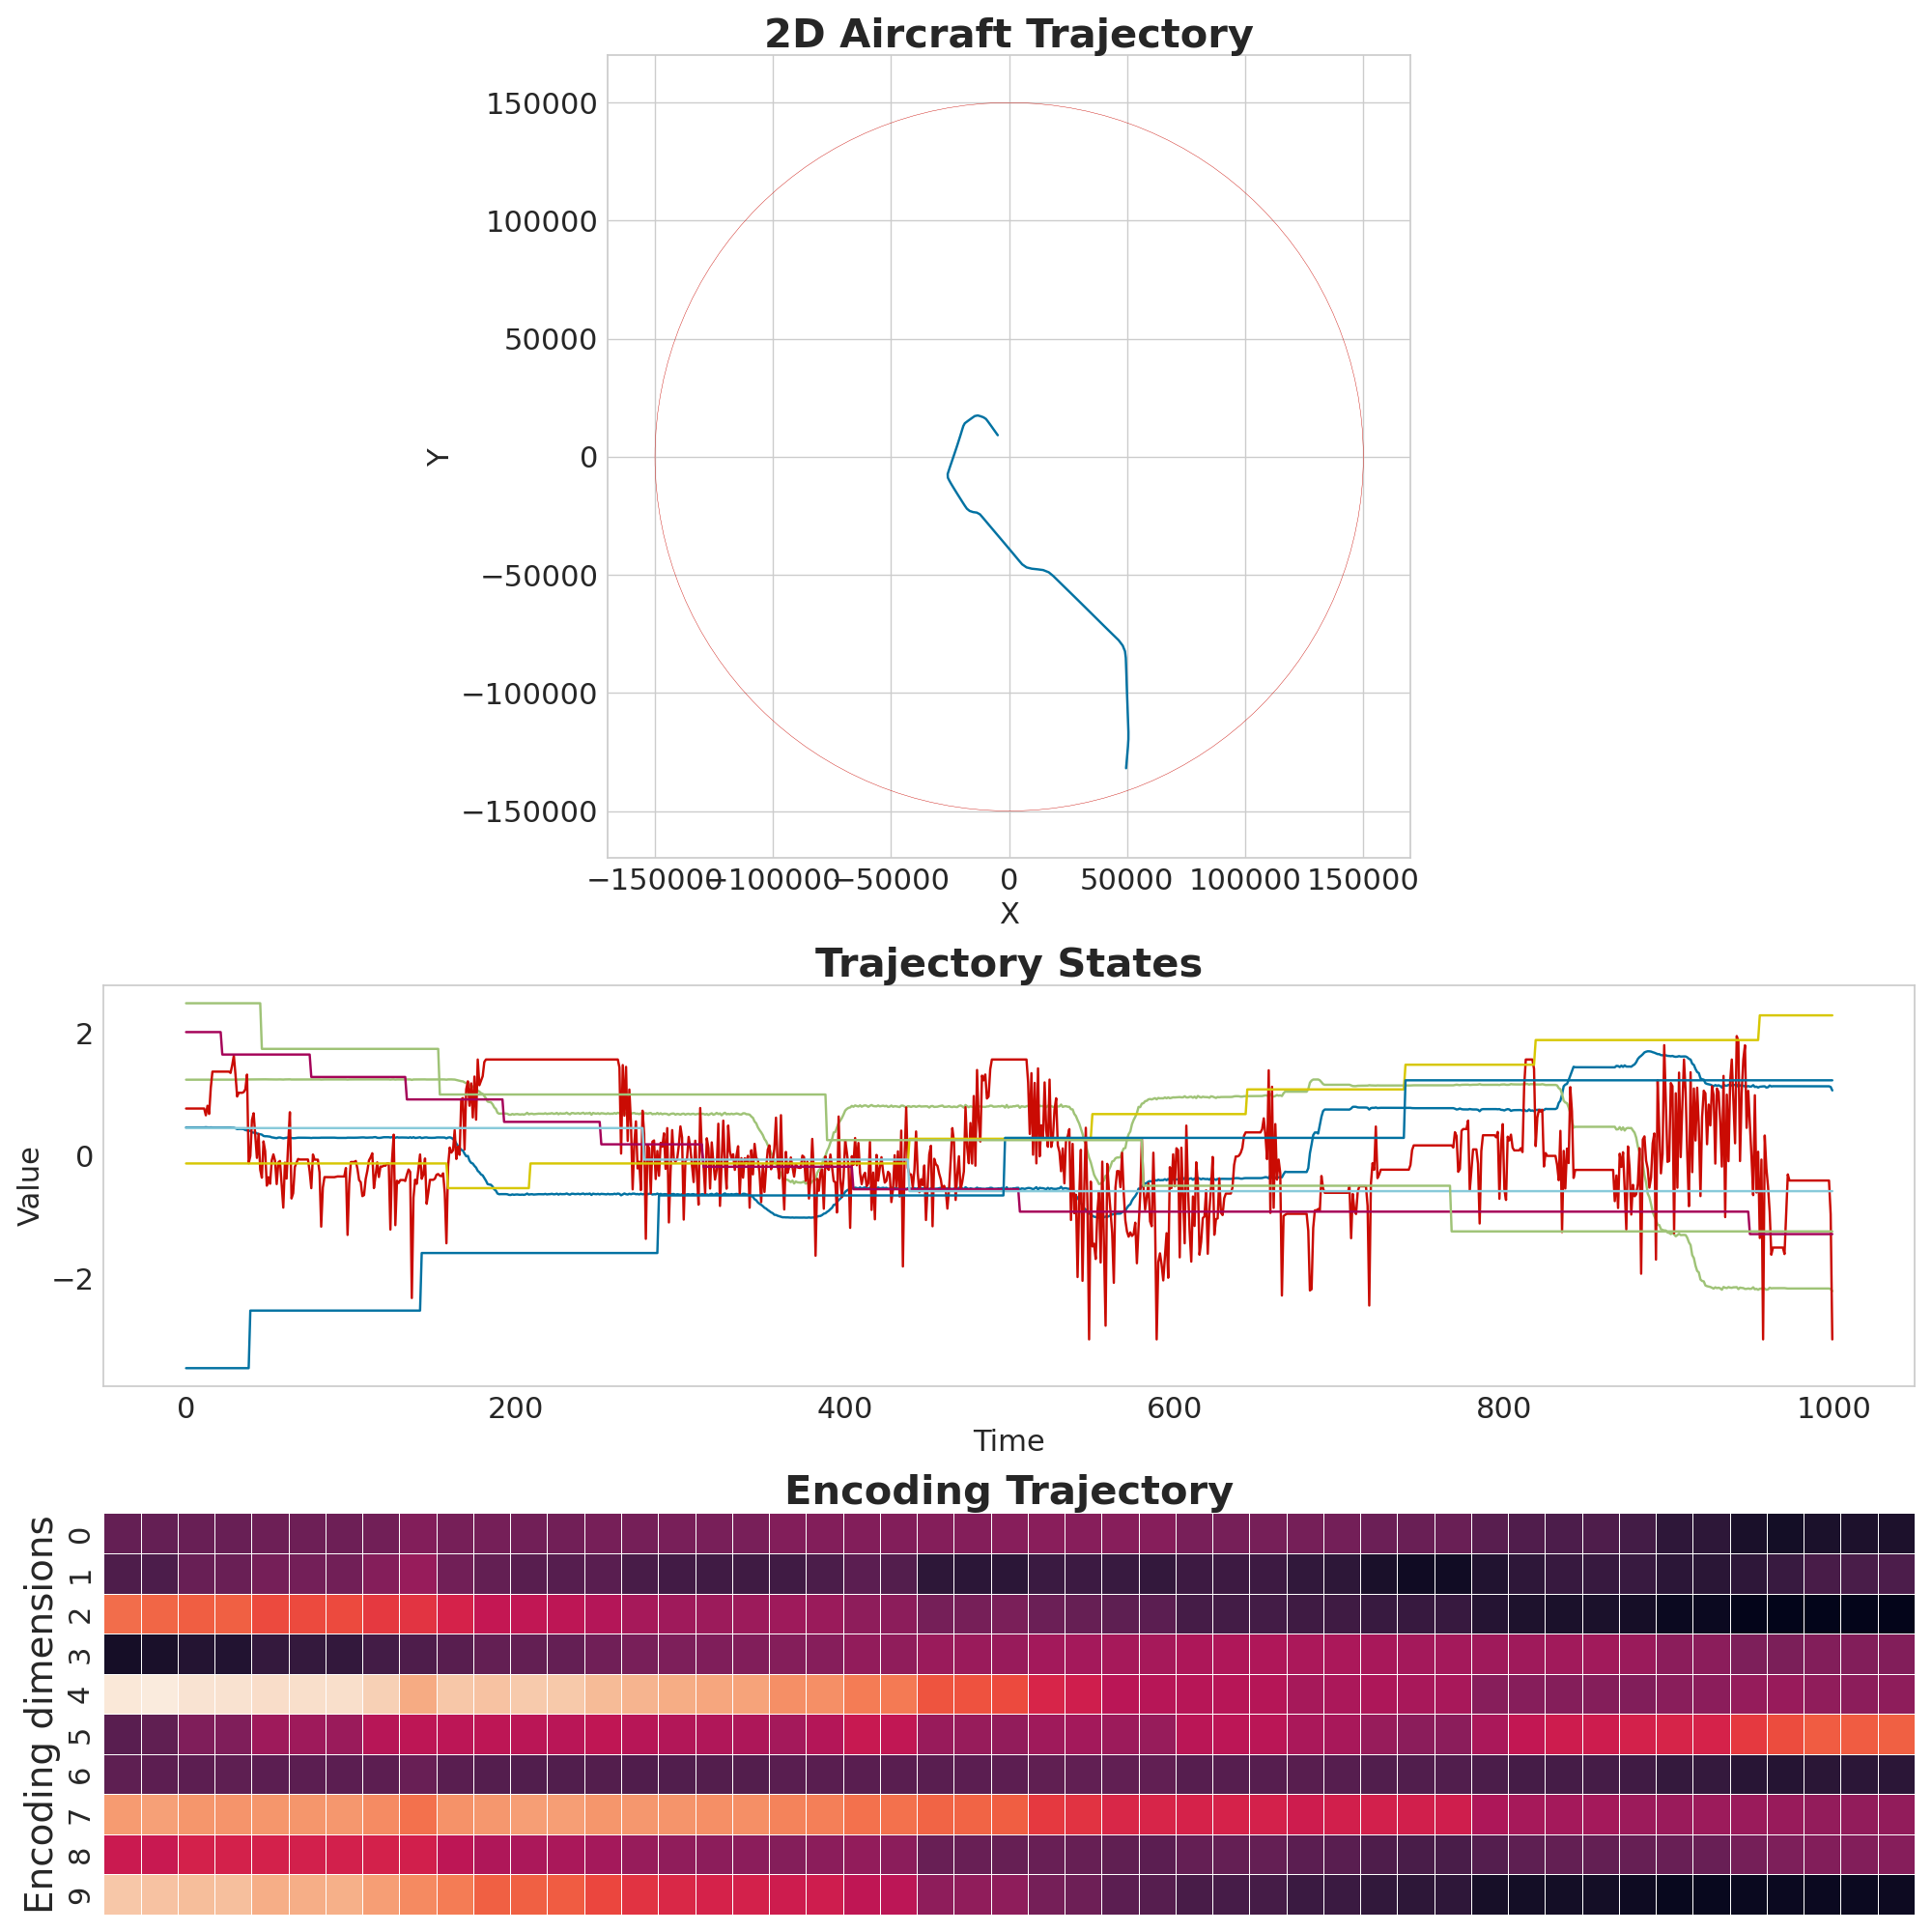 2D Aircraft Trajectory
150000
100000
50000
0
−50000
−100000
−150000
Y
−150000 −100000 −50000 0 50000 100000 150000
X
Trajectory States
2
0
−2
Value
0 200 400 600 800 1000
Time
Encoding Trajectory
Encoding dimensions
0
1
2
3
4
5
6
7
8
9